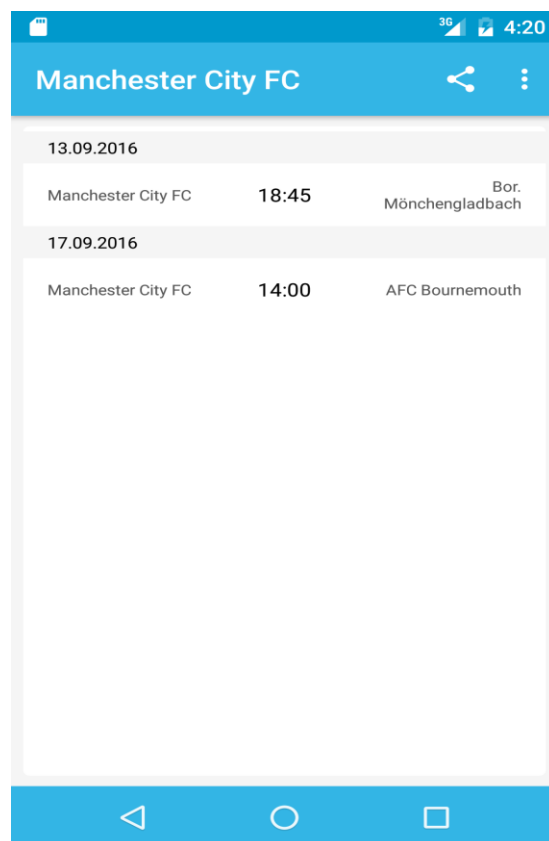 3G 4:20
Manchester City FC
13.09.2016
Manchester City FC 18:45 Bor.
Mönchengladbach
17.09.2016
Manchester City FC 14:00 AFC Bournemouth